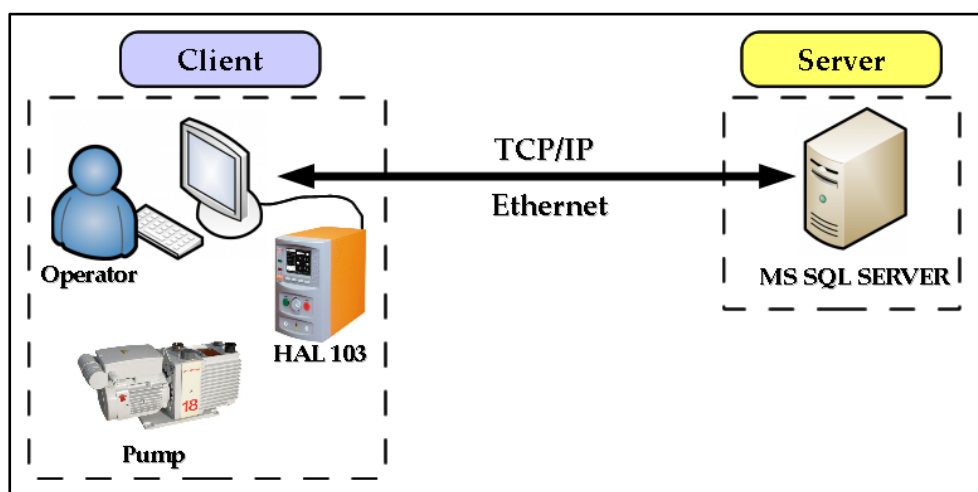 Client
Server
TCP/IP
Ethernet
Operator
MS SQL SERVER
HAL 103
18
Pump